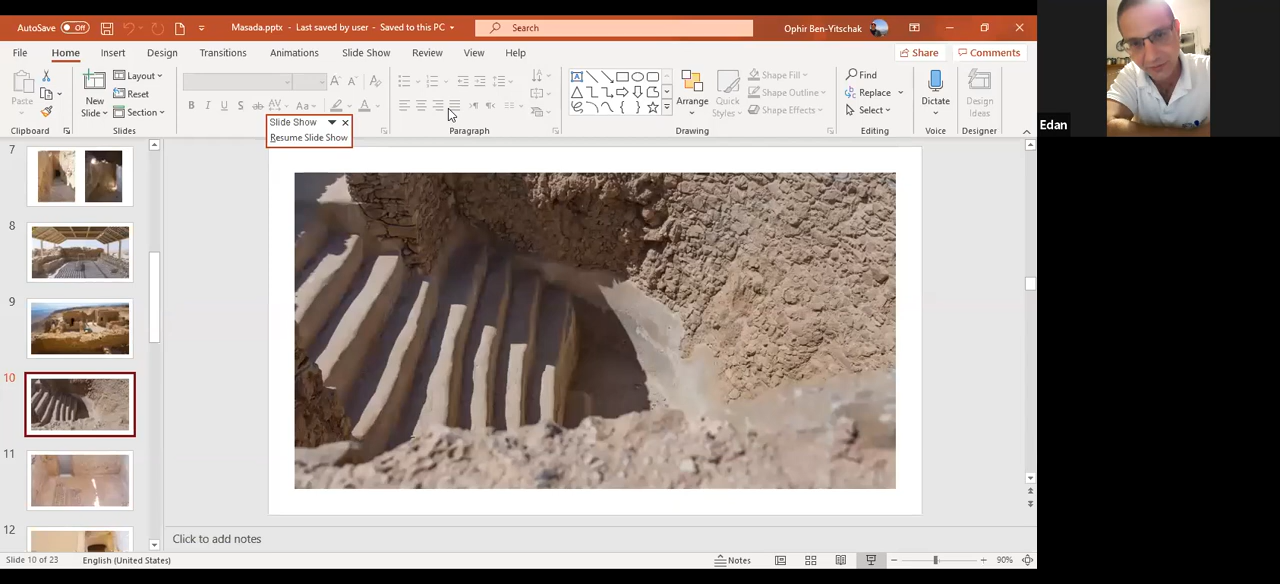 AutoSave Off Masada.pptx - Last saved by user - Saved to this PC Search Ophir Ben-Yitschak
File Home Insert Design Transitions Animations Slide Show Review View Help Share Comments
Paste New Slide Layout Reset Section
B I U S ab AV Aa A
Arrange Quick Styles Shape Fill Shape Outline Shape Effects
Find Replace Select
Dictate Design Ideas
Clipboard Slides Paragraph Drawing Editing Voice Designer
Slide Show
Resume Slide Show
Edan
7
8
9
10
11
12
Click to add notes
Slide 10 of 23 English (United States) Notes 90%